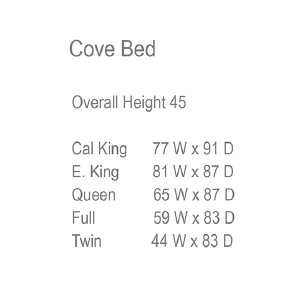 Cove Bed
Overall Height 45
Cal King 77 W x 91 D
E. King 81 W x 87 D
Queen 65 W x 87 D
Full 59 W x 83 D
Twin 44 W x 83 D